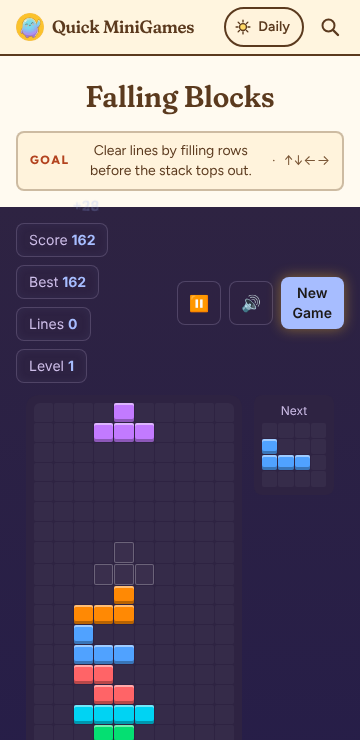 Quick MiniGames
Daily
Falling Blocks
GOAL
Clear lines by filling rows
before the stack tops out.
· ↑↓←→
Score 162
Best 162
Lines 0
Level 1
New
Game
Next